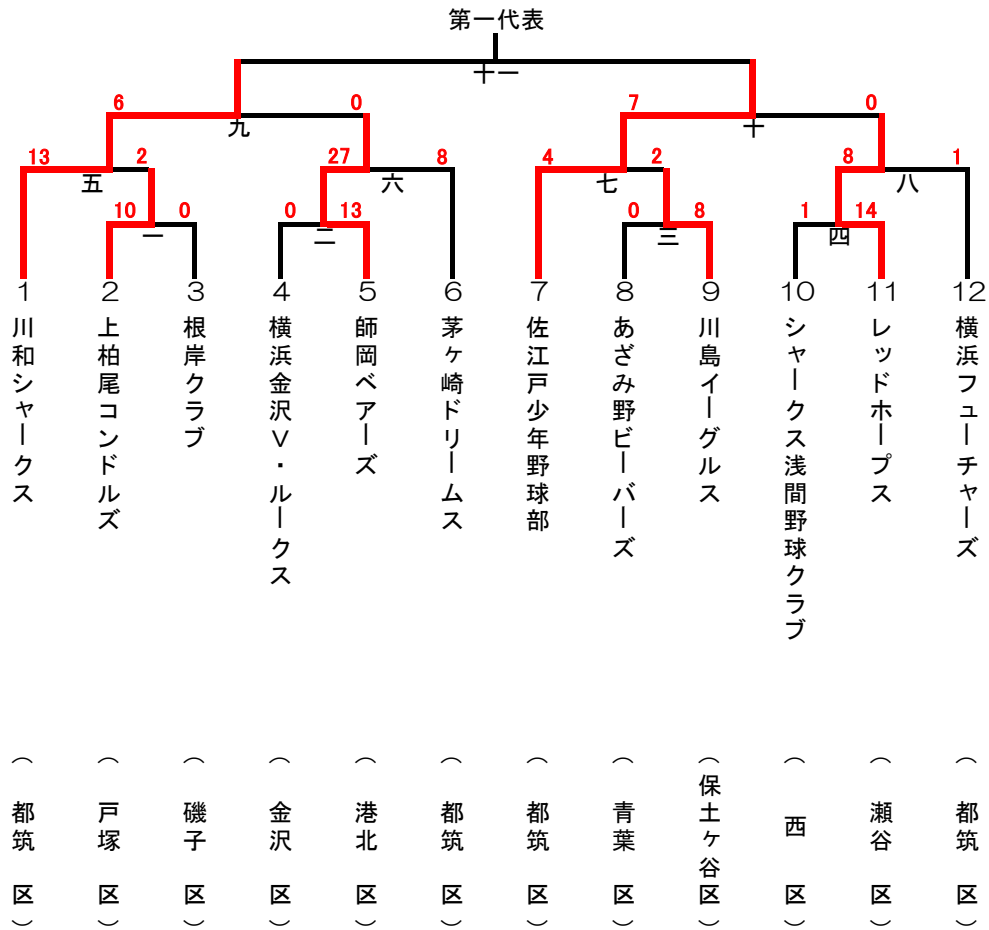 第一代表
十一
6
0
7
0
九
十
13
2
27
8
4
2
8
1
五
六
七
八
10
0
0
13
0
8
1
14
一
二
三
四
1
2
3
4
5
6
7
8
9
10
11
12
川和シャークス
上柏尾コンドルズ
根岸クラブ
横浜金沢V・ルークス
師岡ベアーズ
茅ヶ崎ドリームス
佐江戸少年野球部
あざみ野ビーバーズ
川島イーグルス
シャークス浅間野球クラブ
レッドホープス
横浜フューチャーズ
（都筑区）
（戸塚区）
（磯子区）
（金沢区）
（港北区）
（都筑区）
（都筑区）
（青葉区）
（保土ヶ谷区）
（西区）
（瀬谷区）
（都筑区）